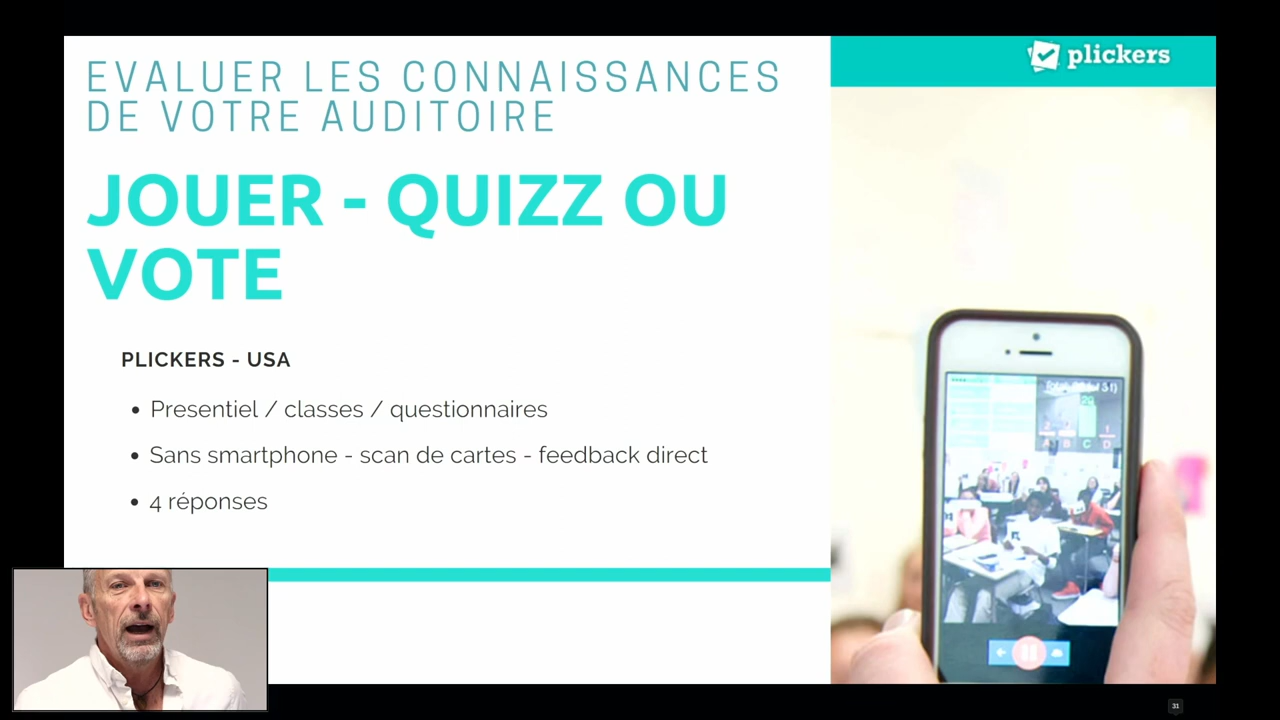 EVALUER LES CONNAISSANCES
DE VOTRE AUDITOIRE
plickers
JOUER - QUIZZ OU
VOTE
PLICKERS - USA
• Presentiel / classes / questionnaires
• Sans smartphone - scan de cartes - feedback direct
• 4 réponses
A B C D
31